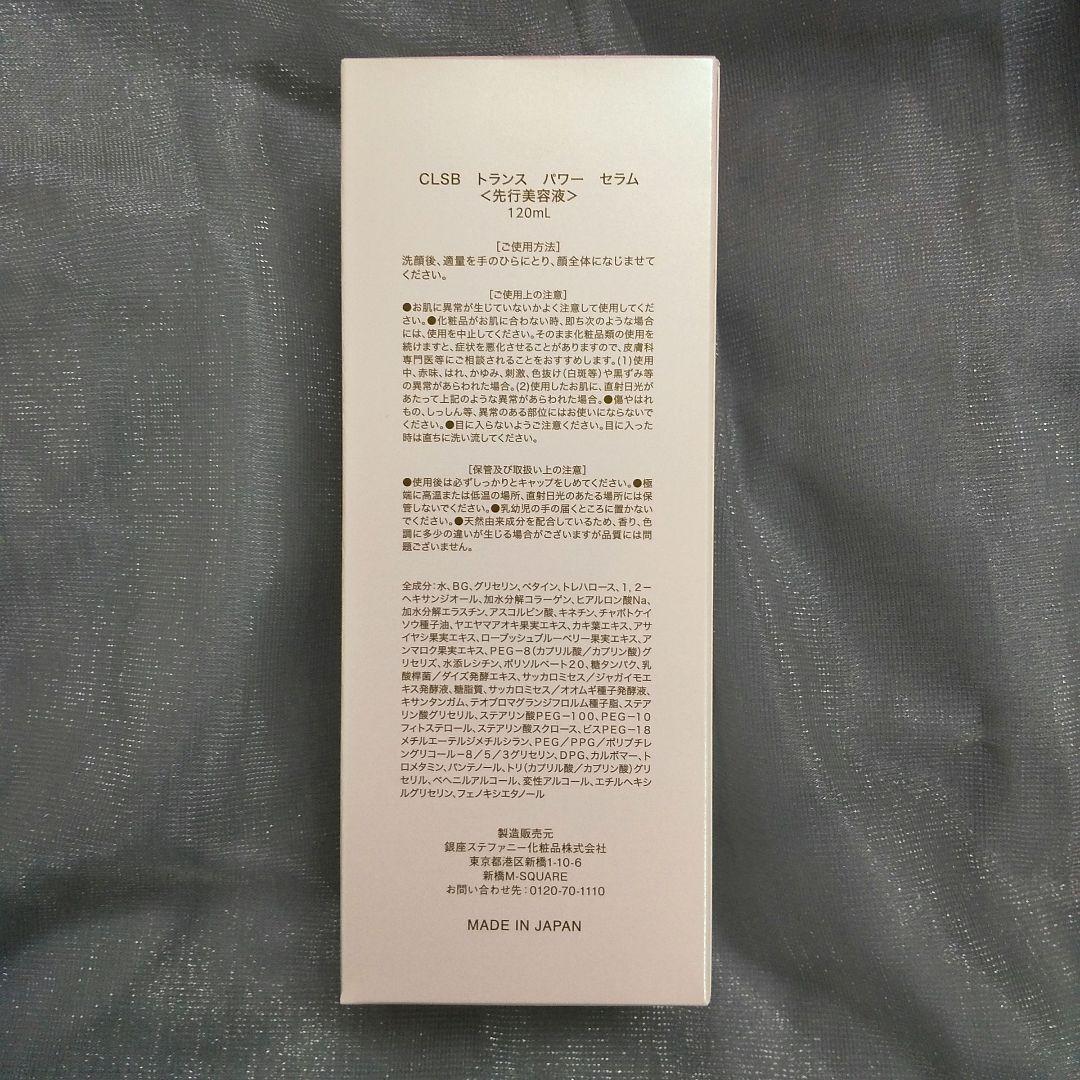 CLSB トランス パワー セラム
＜先行美容液＞
120mL
［ご使用方法］
洗顔後、適量を手のひらにとり、顔全体になじませて
ください。
［ご使用上の注意］
●お肌に異常が生じていないかよく注意して使用してくだ
さい。●化粧品がお肌に合わない時、即ち次のような場合
には、使用を中止してください。そのまま化粧品類の使用を
続けますと、症状を悪化させることがありますので、皮膚科
専門医等にご相談されることをおすすめします。(1)使用
中、赤味、はれ、かゆみ、刺激、色抜け(白斑等)や黒ずみ等
の異常があらわれた場合。(2)使用したお肌に、直射日光が
あたって上記のような異常があらわれた場合。●傷やはれ
もの、しっしん等、異常のある部位にはお使いにならないで
ください。●目に入らないようご注意ください。目に入った
時は直ちに洗い流してください。
［保管及び取扱い上の注意］
●使用後は必ずしっかりとキャップをしめてください。●極
端に高温または低温の場所、直射日光のあたる場所には保
管しないでください。●乳幼児の手の届くところに置かない
でください。●天然由来成分を配合しているため、香り、色
調に多少の違いが生じる場合がございますが品質には問
題ございません。
全成分：水、BG、グリセリン、ベタイン、トレハロース、1，2－
ヘキサンジオール、加水分解コラーゲン、ヒアルロン酸Na、
加水分解エラスチン、アスコルビン酸、キネチン、チャボトケイ
ソウ種子油、ヤエヤマアオキ果実エキス、カキ葉エキス、アサ
イヤシ果実エキス、ローブッシュブルーベリー果実エキス、ア
ンマロク果実エキス、PEG－8(カプリル酸／カプリン酸)グ
リセリズ、水添レシチン、ポリソルベート20、糖タンパク、乳
酸桿菌／ダイズ発酵エキス、サッカロミセス／ジャガイモエ
キス発酵液、糖脂質、サッカロミセス／オオムギ種子発酵液、
キサンタンガム、テオブロマグランジフロルム種子脂、ステア
リン酸グリセリル、ステアリン酸PEG－100、PEG－10
フィトステロール、ステアリン酸スクロース、ビスPEG－18
メチルエーテルジメチルシラン、PEG／PPG／ポリブチレ
ングリコール－8／5／3グリセリン、DPG、カルボマー、ト
ロメタミン、パンテノール、トリ(カプリル酸／カプリン酸)グリ
セリル、ベヘニルアルコール、変性アルコール、エチルヘキシ
ルグリセリン、フェノキシエタノール
製造販売元
銀座ステファニー化粧品株式会社
東京都港区新橋1-10-6
新橋M-SQUARE
お問い合わせ先：0120-70-1110
MADE IN JAPAN